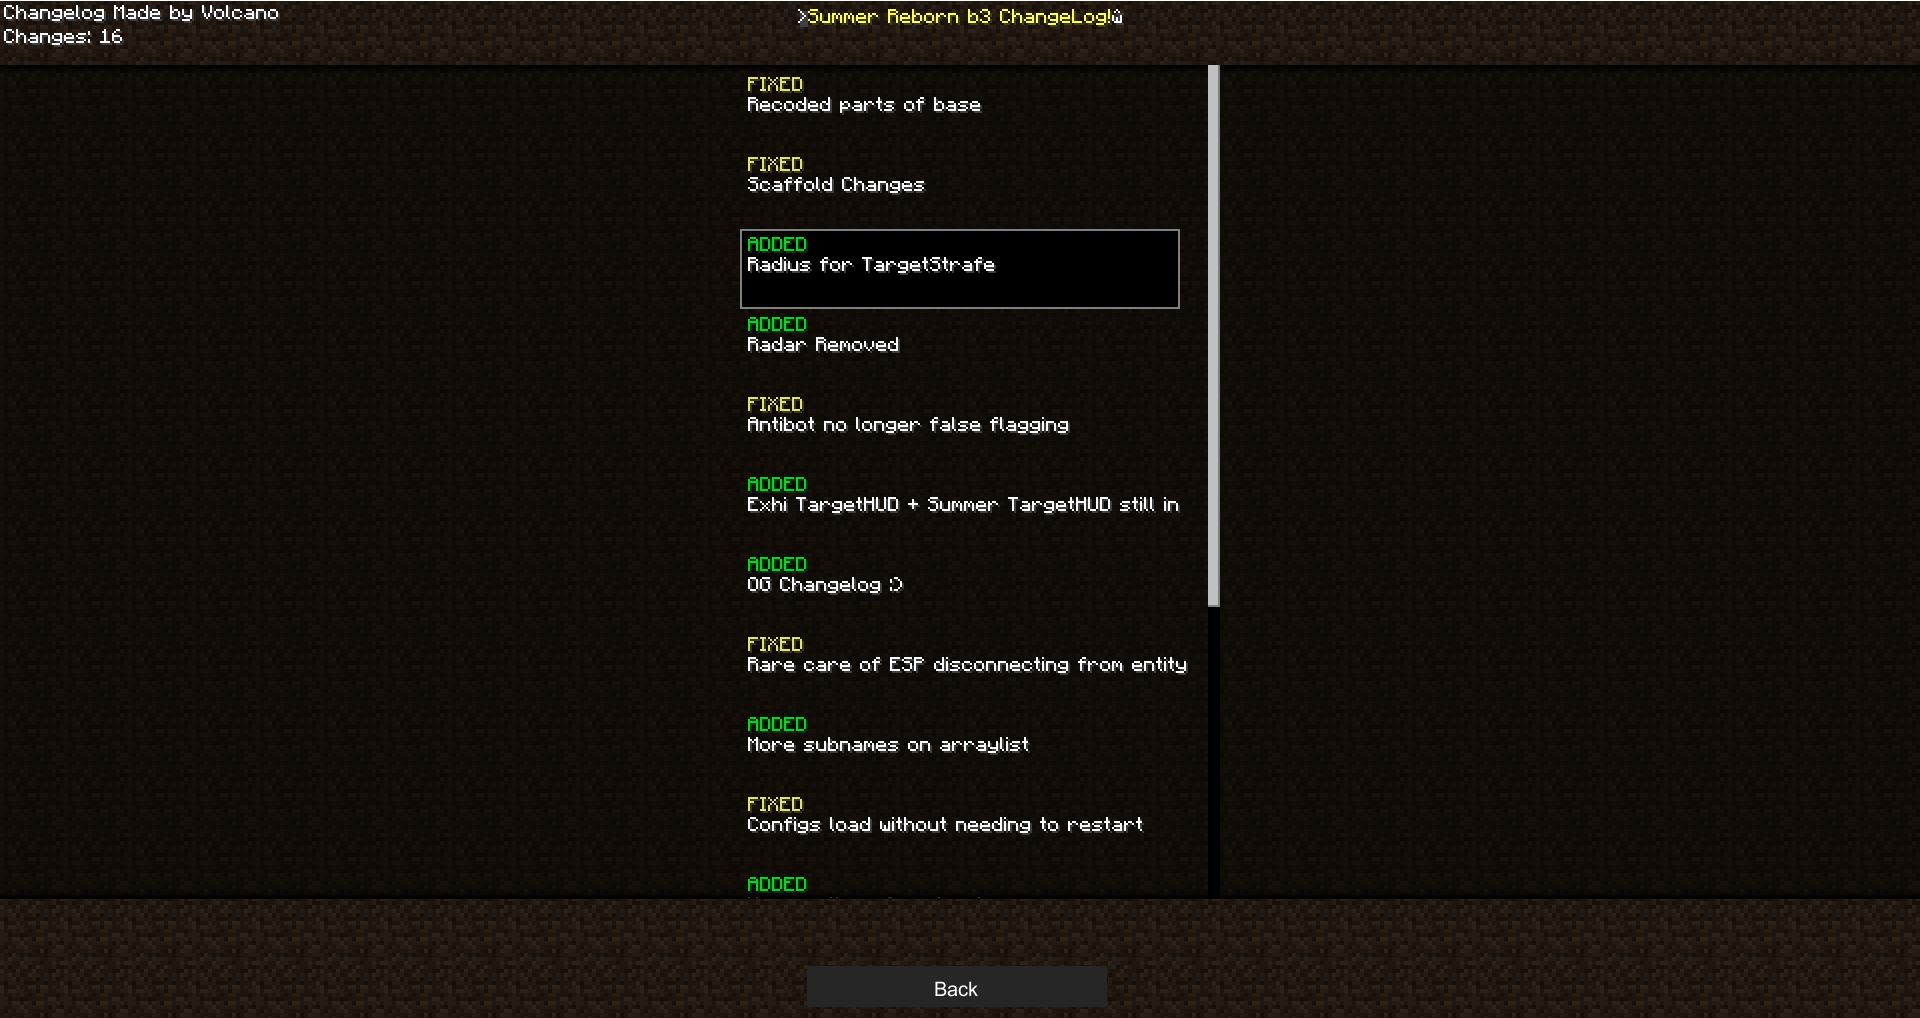 Changelog Made by Volcano
Changes: 16
>Summer Reborn b3 ChangeLog!
FIXED
Recoded parts of base
FIXED
Scaffold Changes
ADDED
Radius for TargetStrafe
ADDED
Radar Removed
FIXED
Antibot no longer false flagging
ADDED
Exhi TargetHUD + Summer TargetHUD still in
ADDED
OG Changelog :)
FIXED
Rare care of ESP disconnecting from entity
ADDED
More subnames on arraylist
FIXED
Configs load without needing to restart
ADDED
Back